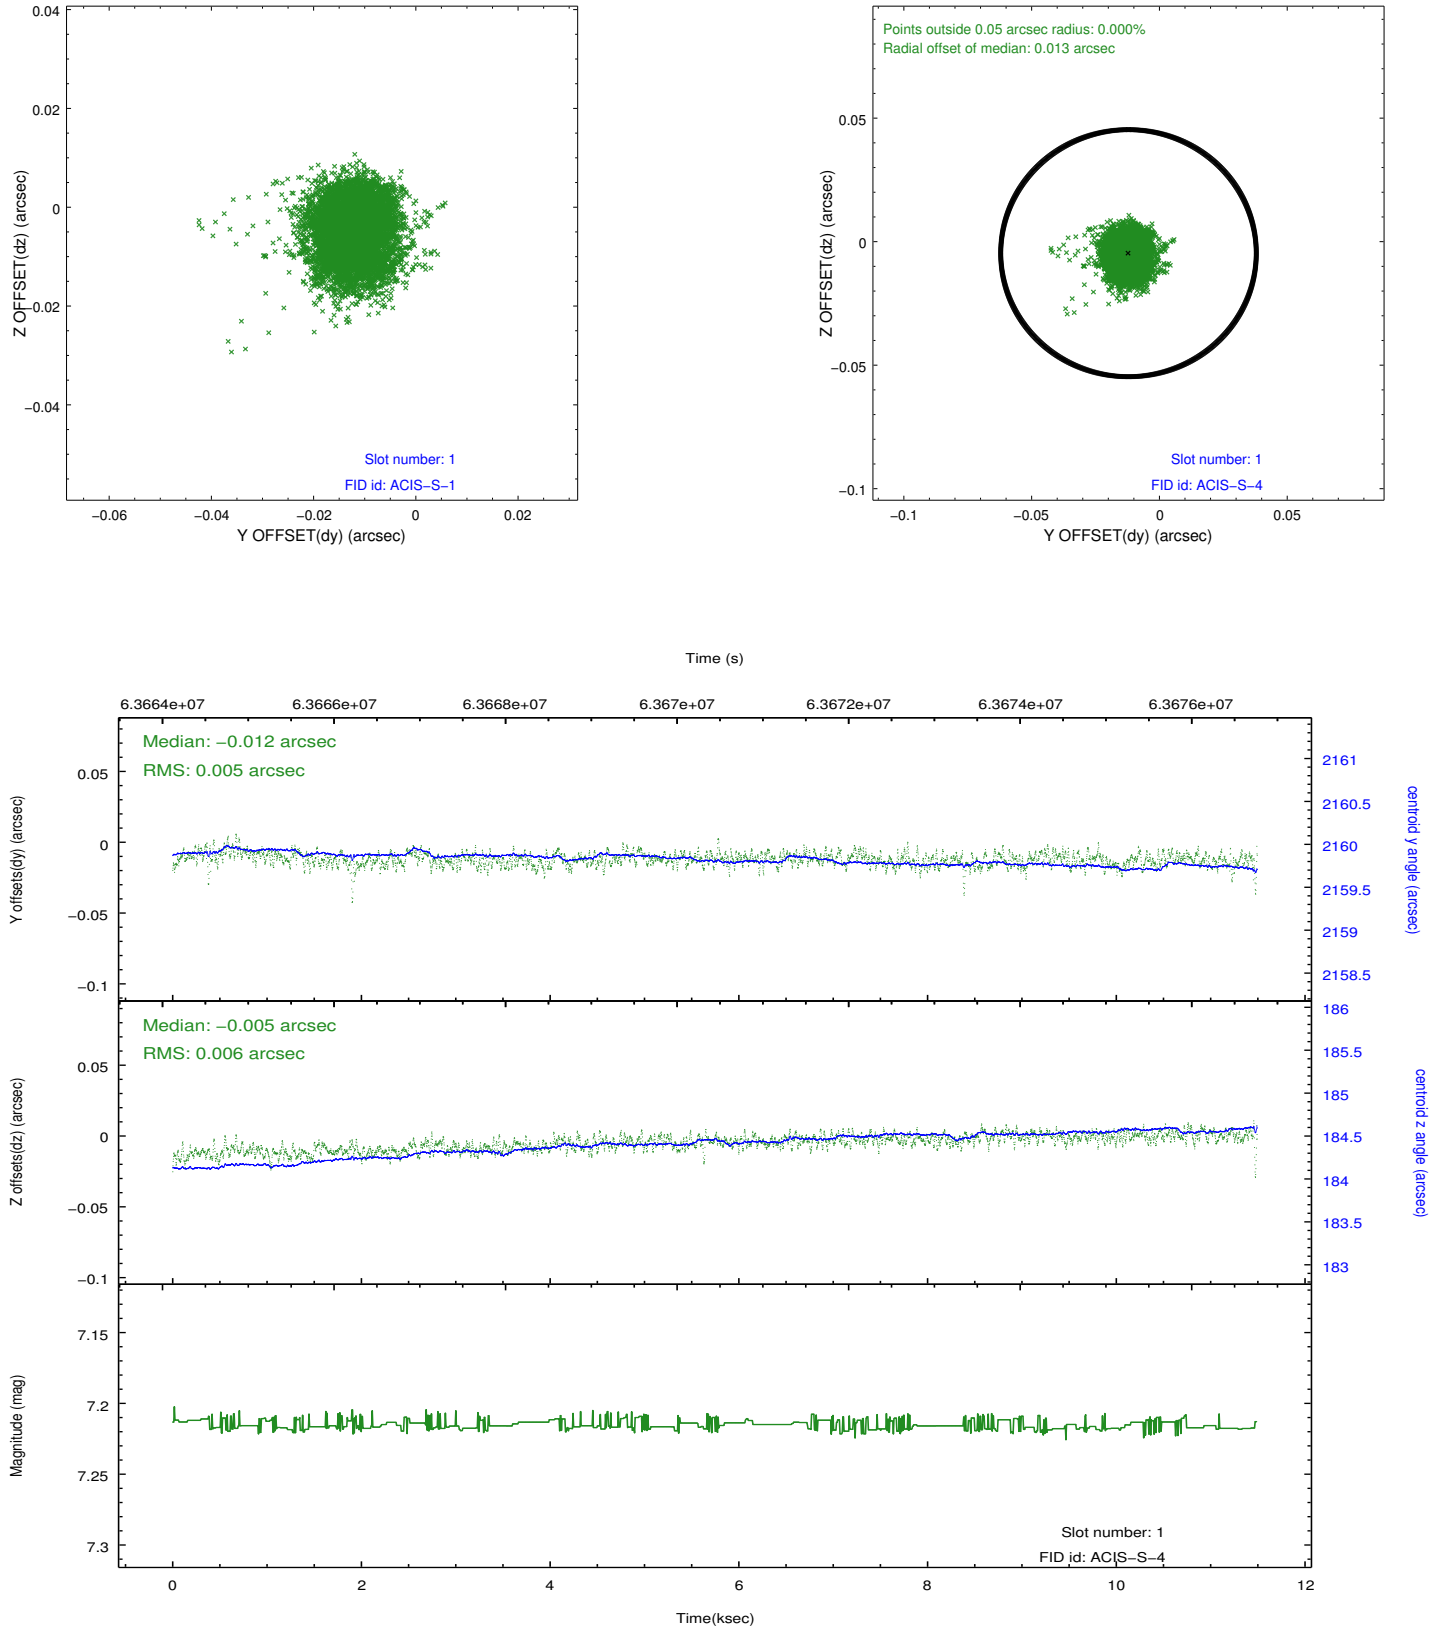 0.04
0.02
0
−0.02
−0.04
Z OFFSET(dz) (arcsec)
Slot number: 1
FID id: ACIS−S−1
−0.06
−0.04
−0.02
0
0.02
Y OFFSET(dy) (arcsec)
Points outside 0.05 arcsec radius: 0.000%
Radial offset of median: 0.013 arcsec
0.05
0
−0.05
−0.1
Z OFFSET(dz) (arcsec)
Slot number: 1
FID id: ACIS−S−4
−0.1
−0.05
0
0.05
Y OFFSET(dy) (arcsec)
Time (s)
6.3664e+07
6.3666e+07
6.3668e+07
6.367e+07
6.3672e+07
6.3674e+07
6.3676e+07
Median: −0.012 arcsec
RMS: 0.005 arcsec
0.05
0
−0.05
−0.1
Y offsets(dy) (arcsec)
2161
2160.5
2160
2159.5
2159
2158.5
centroid y angle (arcsec)
Median: −0.005 arcsec
RMS: 0.006 arcsec
0.05
0
−0.05
−0.1
Z offsets(dz) (arcsec)
186
185.5
185
184.5
184
183.5
183
centroid z angle (arcsec)
7.15
7.2
7.25
7.3
Magnitude (mag)
Slot number: 1
FID id: ACIS−S−4
0
2
4
6
8
10
12
Time(ksec)